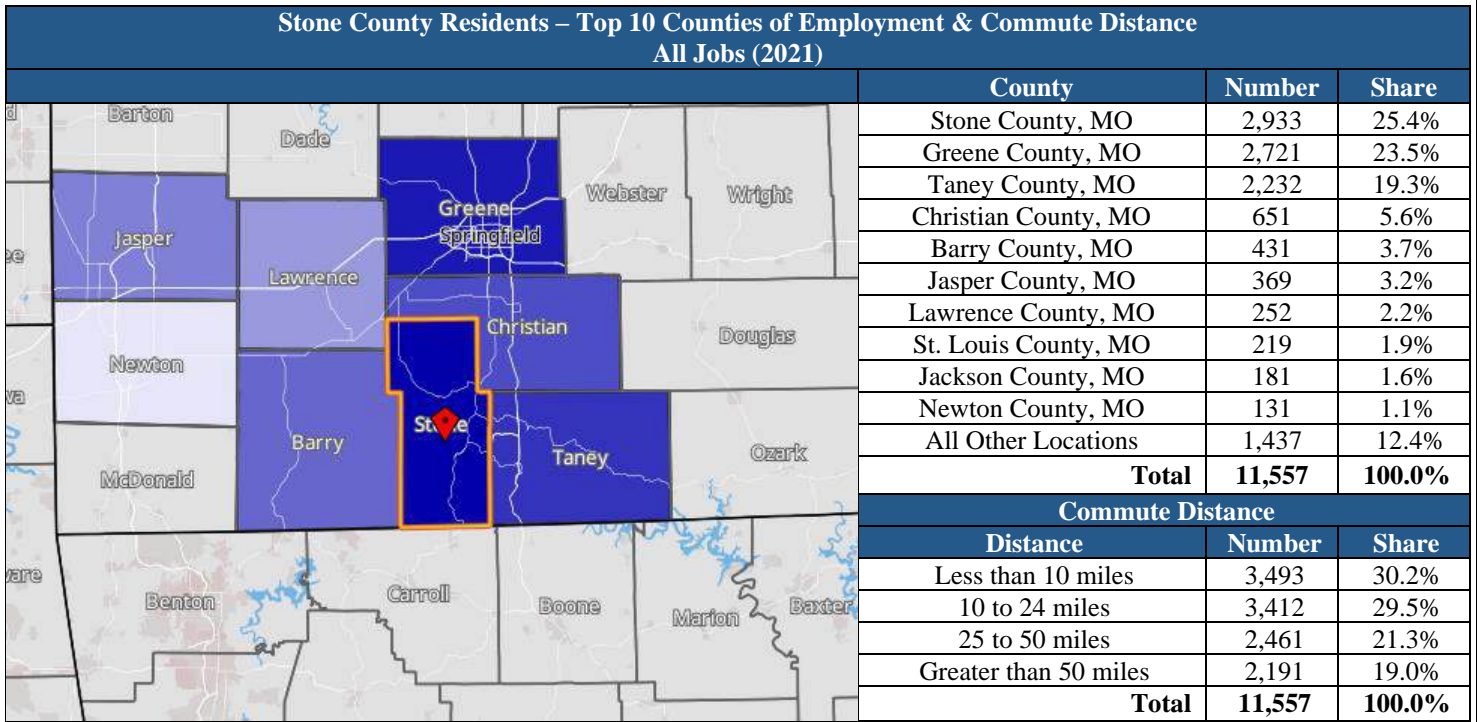 Stone County Residents – Top 10 Counties of Employment & Commute Distance
All Jobs (2021)
County Number Share
Stone County, MO 2,933 25.4%
Greene County, MO 2,721 23.5%
Taney County, MO 2,232 19.3%
Christian County, MO 651 5.6%
Barry County, MO 431 3.7%
Jasper County, MO 369 3.2%
Lawrence County, MO 252 2.2%
St. Louis County, MO 219 1.9%
Jackson County, MO 181 1.6%
Newton County, MO 131 1.1%
All Other Locations 1,437 12.4%
Total 11,557 100.0%
Commute Distance
Distance Number Share
Less than 10 miles 3,493 30.2%
10 to 24 miles 3,412 29.5%
25 to 50 miles 2,461 21.3%
Greater than 50 miles 2,191 19.0%
Total 11,557 100.0%
Barton
Dade
Webster
Wright
Greene
Springfield
Jasper
Lawrence
Christian
Douglas
Newton
Barry
Taney
Ozark
McDonald
Benton
Carroll
Boone
Marion
Baxter